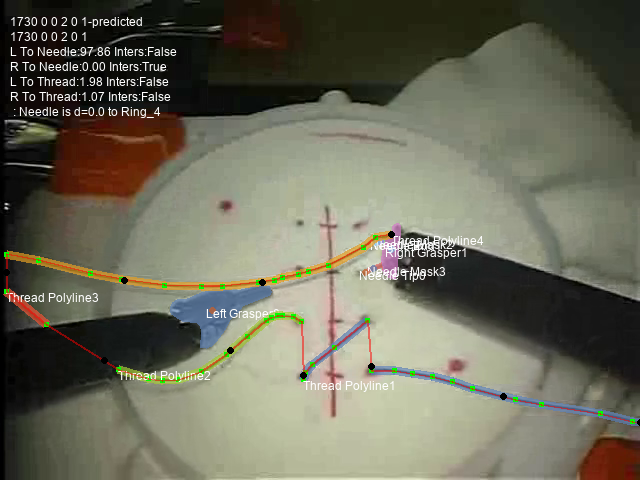 1730 0 0 2 0 1-predicted
1730 0 0 2 0 1
L To Needle:97.86 Inters:False
R To Needle:0.00 Inters:True
L To Thread:1.98 Inters:False
R To Thread:1.07 Inters:False
: Needle is d=0.0 to Ring_4
Thread Polyline4
Right Grasper1
Needle Mask3
Needle Tip0
Thread Polyline3
Left Grasper
Thread Polyline2
Thread Polyline1